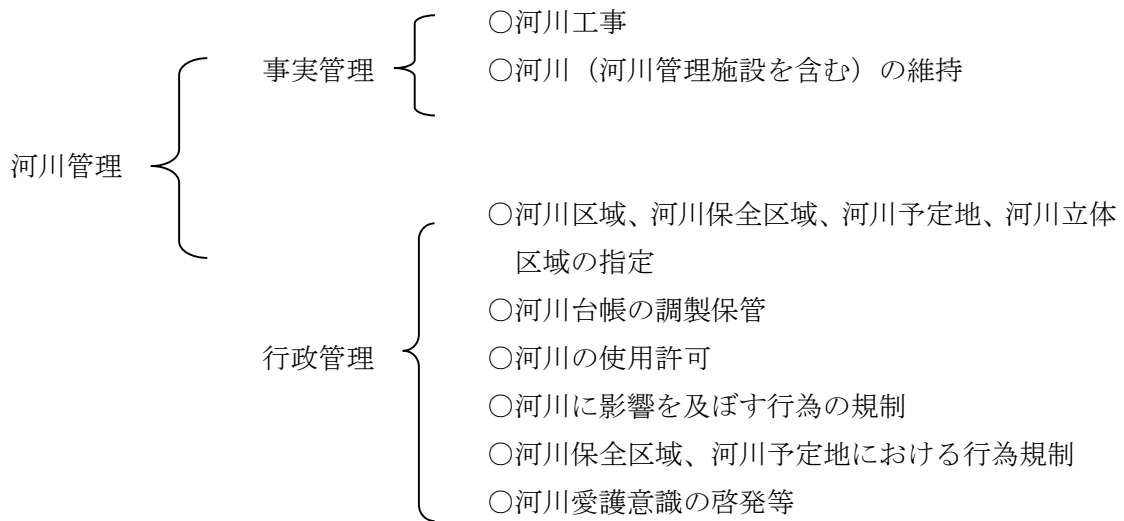 ○河川工事
事実管理
○河川（河川管理施設を含む）の維持
河川管理
○河川区域、河川保全区域、河川予定地、河川立体
区域の指定
○河川台帳の調製保管
行政管理
○河川の使用許可
○河川に影響を及ぼす行為の規制
○河川保全区域、河川予定地における行為規制
○河川愛護意識の啓発等